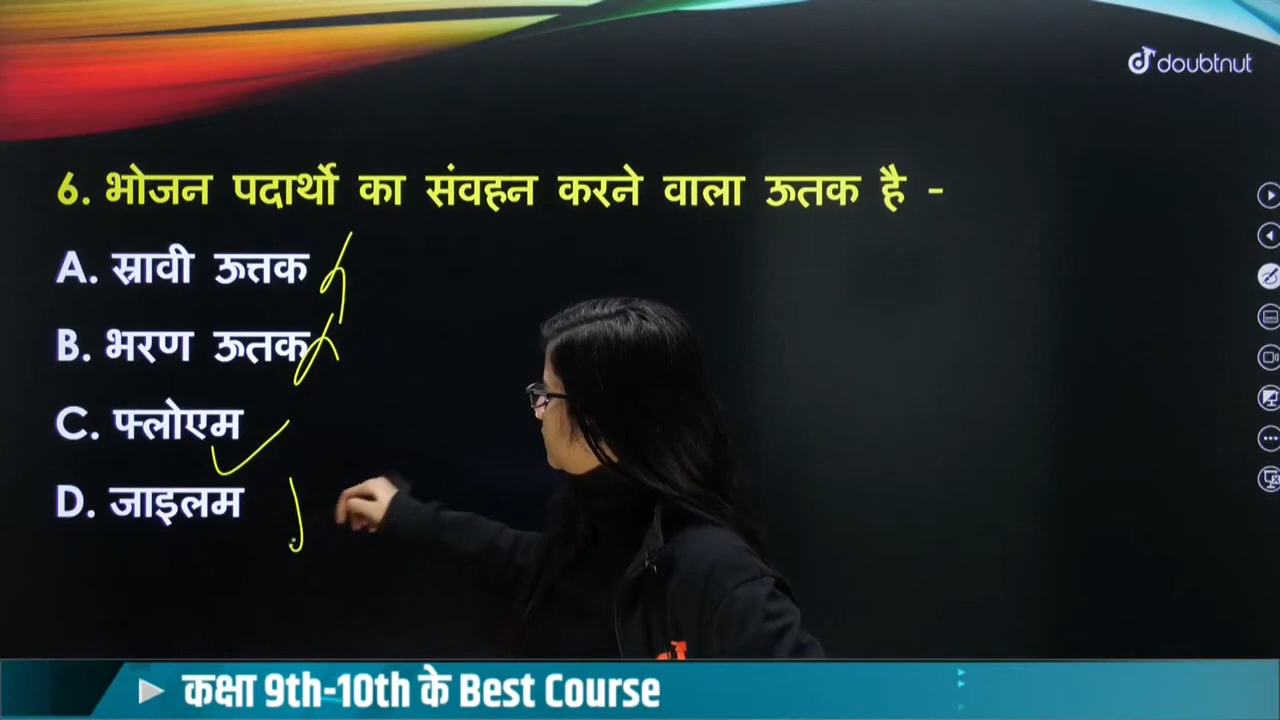 doubtnut
6. भोजन पदार्थो का संवहन करने वाला ऊतक है -
A. स्रावी ऊत्तक
B. भरण ऊतक
C. फ्लोएम
D. जाइलम
कक्षा 9th-10th के Best Course